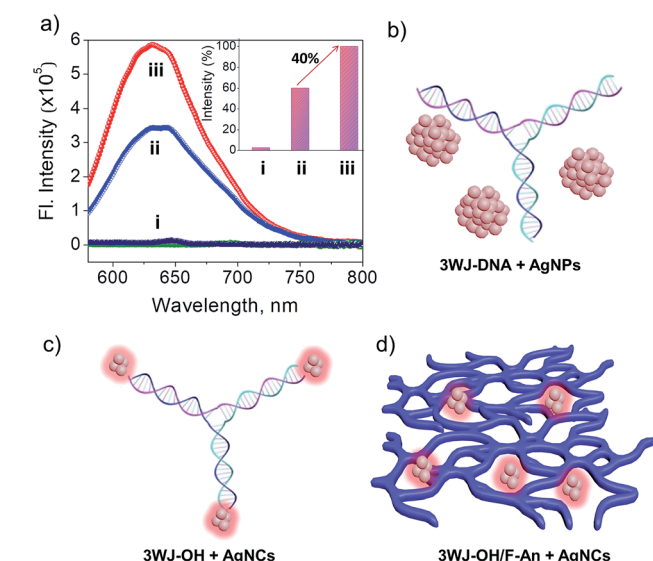 a)
Fl. Intensity (x10⁵)
6
5
4
3
2
1
0
iii
ii
i
600
650
700
750
800
Wavelength, nm
Intensity (%)
100
80
60
40
20
0
40%
i ii iii
b)
3WJ-DNA + AgNPs
c)
3WJ-OH + AgNCs
d)
3WJ-OH/F-An + AgNCs